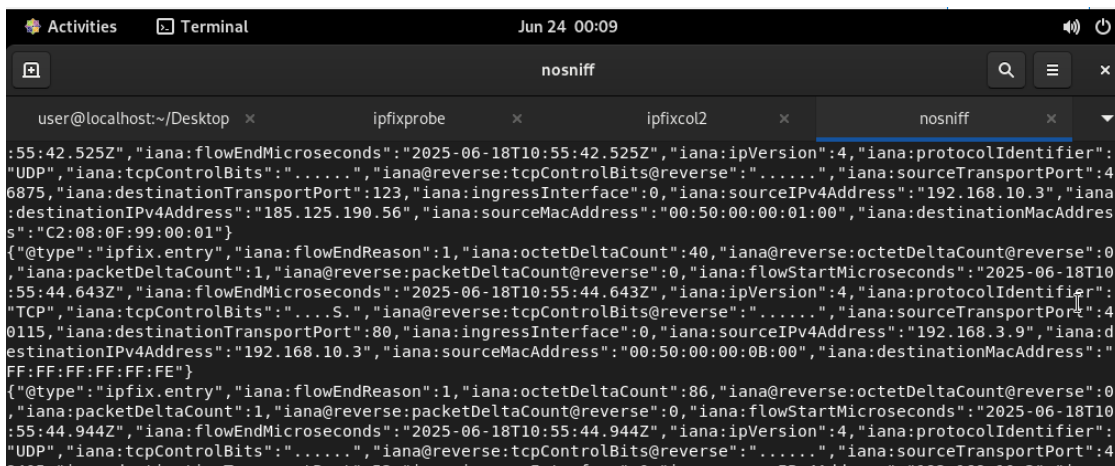 Activities Terminal Jun 24 00:09
nosniff
user@localhost:~/Desktop × ipfixprobe × ipfixcol2 × nosniff ×
:55:42.525Z","iana:flowEndMicroseconds":"2025-06-18T10:55:42.525Z","iana:ipVersion":4,"iana:protocolIdentifier":
"UDP","iana:tcpControlBits":"......","iana@reverse:tcpControlBits@reverse":"......","iana:sourceTransportPort":4
6875,"iana:destinationTransportPort":123,"iana:ingressInterface":0,"iana:sourceIPv4Address":"192.168.10.3","iana
:destinationIPv4Address":"185.125.190.56","iana:sourceMacAddress":"00:50:00:00:01:00","iana:destinationMacAddres
s":"C2:08:0F:99:00:01"}
{"@type":"ipfix.entry","iana:flowEndReason":1,"iana:octetDeltaCount":40,"iana@reverse:octetDeltaCount@reverse":0
,"iana:packetDeltaCount":1,"iana@reverse:packetDeltaCount@reverse":0,"iana:flowStartMicroseconds":"2025-06-18T10
:55:44.643Z","iana:flowEndMicroseconds":"2025-06-18T10:55:44.643Z","iana:ipVersion":4,"iana:protocolIdentifier":
"TCP","iana:tcpControlBits":"....S.","iana@reverse:tcpControlBits@reverse":"......","iana:sourceTransportPort":4
0115,"iana:destinationTransportPort":80,"iana:ingressInterface":0,"iana:sourceIPv4Address":"192.168.3.9","iana:d
estinationIPv4Address":"192.168.10.3","iana:sourceMacAddress":"00:50:00:00:0B:00","iana:destinationMacAddress":"
FF:FF:FF:FF:FF:FE"}
{"@type":"ipfix.entry","iana:flowEndReason":1,"iana:octetDeltaCount":86,"iana@reverse:octetDeltaCount@reverse":0
,"iana:packetDeltaCount":1,"iana@reverse:packetDeltaCount@reverse":0,"iana:flowStartMicroseconds":"2025-06-18T10
:55:44.944Z","iana:flowEndMicroseconds":"2025-06-18T10:55:44.944Z","iana:ipVersion":4,"iana:protocolIdentifier":
"UDP","iana:tcpControlBits":"......","iana@reverse:tcpControlBits@reverse":"......","iana:sourceTransportPort":4